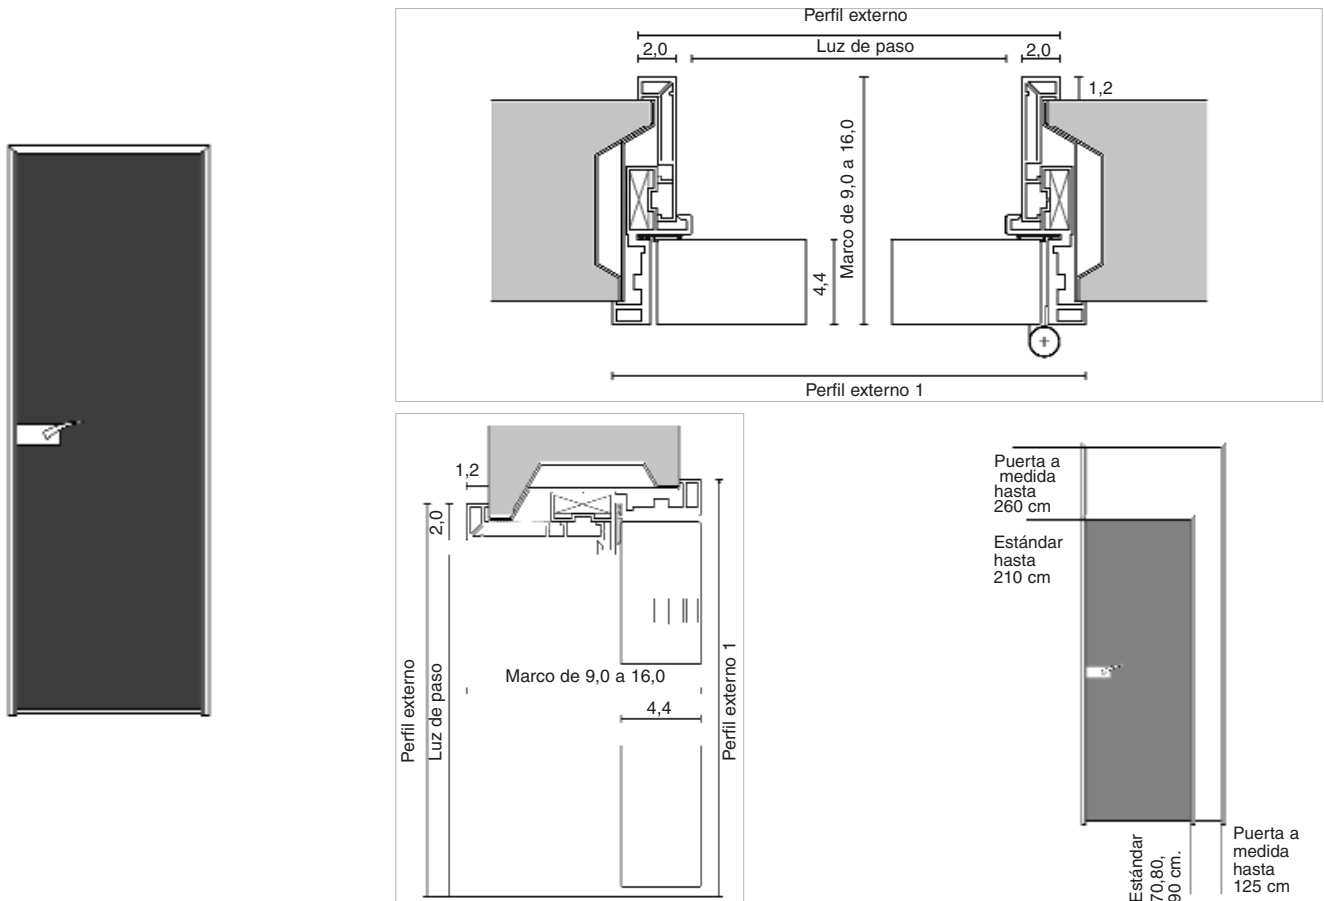 Perfil externo
2,0
Luz de paso
2,0
1,2
Marco de 9,0 a 16,0
4,4
Perfil externo 1
1,2
2,0
Perfil externo
Luz de paso
Marco de 9,0 a 16,0
4,4
Perfil externo 1
Puerta a
medida
hasta
260 cm
Estándar
hasta
210 cm
Estándar
70,80,
90 cm.
Puerta a
medida
hasta
125 cm